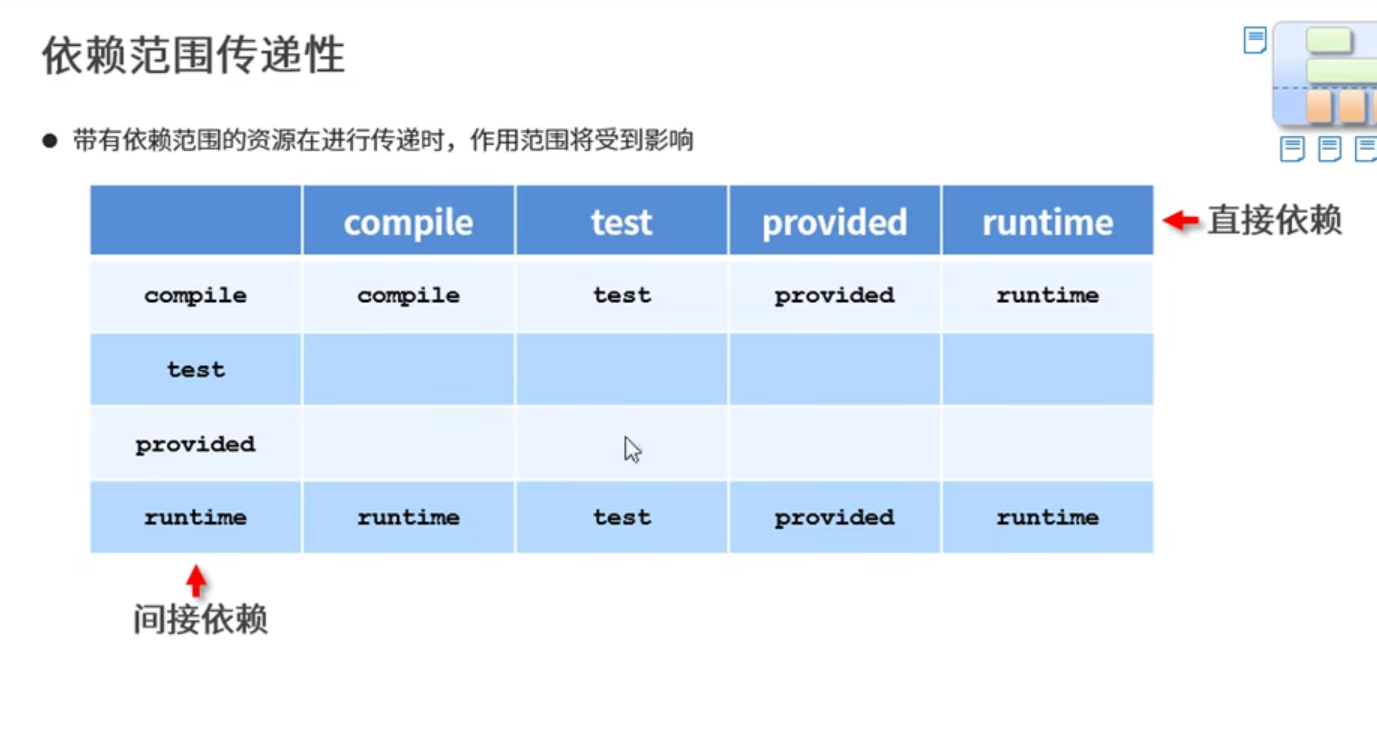 依赖范围传递性
● 带有依赖范围的资源在进行传递时，作用范围将受到影响
compile test provided runtime 直接依赖
compile compile test provided runtime
test
provided
runtime runtime test provided runtime
间接依赖